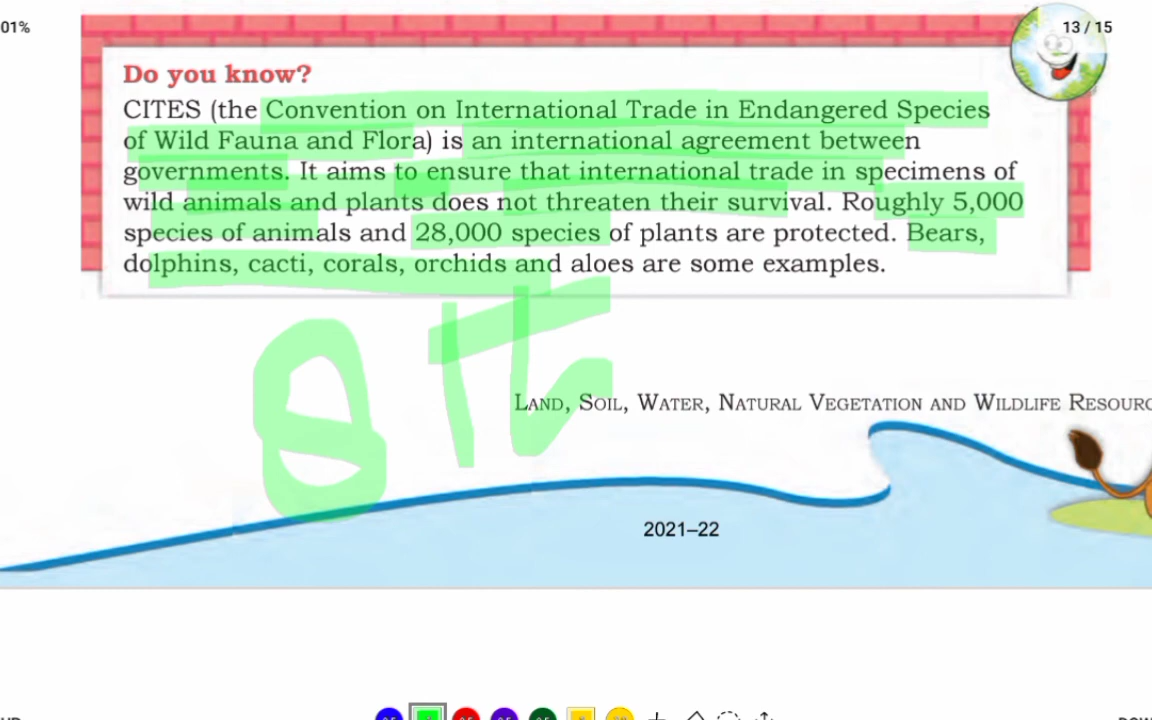 01%
13 / 15
Do you know?
CITES (the Convention on International Trade in Endangered Species
of Wild Fauna and Flora) is an international agreement between
governments. It aims to ensure that international trade in specimens of
wild animals and plants does not threaten their survival. Roughly 5,000
species of animals and 28,000 species of plants are protected. Bears,
dolphins, cacti, corals, orchids and aloes are some examples.
8 th
LAND, SOIL, WATER, NATURAL VEGETATION AND WILDLIFE RESOURC
2021–22